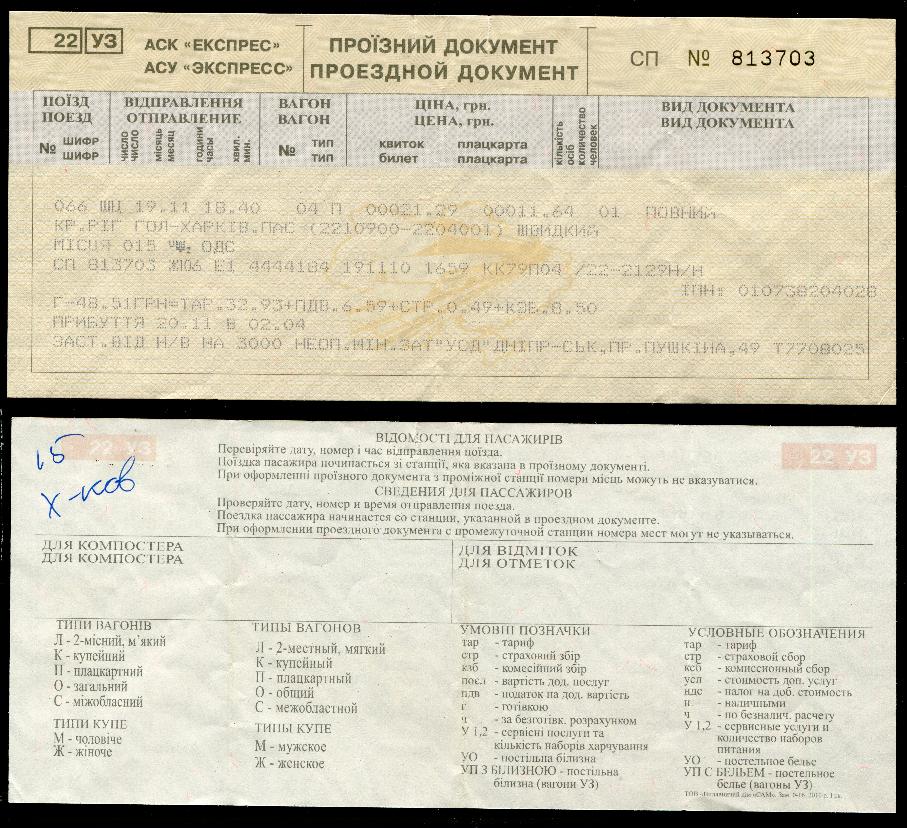 22 УЗ
АСК «ЕКСПРЕС»
АСУ «ЭКСПРЕСС»
ПРОЇЗНИЙ ДОКУМЕНТ
ПРОЕЗДНОЙ ДОКУМЕНТ
СП № 813703
ПОЇЗД
ПОЕЗД
№ ШИФР
ШИФР
ВІДПРАВЛЕННЯ
ОТПРАВЛЕНИЕ
число
число
місяць
месяц
години
часы
хвил.
мин.
ВАГОН
ВАГОН
№ ТИП
ТИП
ЦІНА, грн.
ЦЕНА, грн.
квиток плацкарта
билет плацкарта
кількість осіб
количество человек
ВИД ДОКУМЕНТА
ВИД ДОКУМЕНТА
066 ШЦ 19.11 18.40 04 П 00021.29 00011.64 01 ПОВНИЙ
КР.РІГ ГОЛ-ХАРКІВ.ПАС (2210900-2204001) ШВИДКИЙ
МІСЦЯ 015 ОДС
СП 813703 Ж106 Е1 4444184 191110 1659 КК79П04 /22-2129Н/Н
ІПН: 010738204028
Г-48.51ГРН=ТАР.32.93+ПДВ.6.59+СТР.0.49+КЗБ.8.50
ПРИБУТТЯ 20.11 В 02.04
ЗАСТ.ВІД Н/В НА 3000 НЕОП.МІН.ЗАТ"УСД"ДНІПР-СЬК,ПР.ПУШКІНА,49 Т7708025
15
Х-ков
22 УЗ
22 УЗ
ВІДОМОСТІ ДЛЯ ПАСАЖИРІВ
Перевіряйте дату, номер і час відправлення поїзда.
Поїздка пасажира починається зі станції, яка вказана в проїзному документі.
При оформленні проїзного документа з проміжної станції номери місць можуть не вказуватися.
СВЕДЕНИЯ ДЛЯ ПАССАЖИРОВ
Проверяйте дату, номер и время отправления поезда.
Поездка пассажира начинается со станции, указанной в проездном документе.
При оформлении проездного документа с промежуточной станции номера мест могут не указываться.
ДЛЯ КОМПОСТЕРА
ДЛЯ КОМПОСТЕРА
ДЛЯ ВІДМІТОК
ДЛЯ ОТМЕТОК
ТИПИ ВАГОНІВ
Л - 2-місний, м'який
К - купейний
П - плацкартний
О - загальний
С - міжобласний
ТИПИ КУПЕ
М - чоловіче
Ж - жіноче
ТИПЫ ВАГОНОВ
Л - 2-местный, мягкий
К - купейный
П - плацкартный
О - общий
С - межобластной
ТИПЫ КУПЕ
М - мужское
Ж - женское
УМОВНІ ПОЗНАЧКИ
тар - тариф
стр - страховий збір
кзб - комесійний збір
посл - вартість дод. послуг
пдв - податок на дод. вартість
г - готівкою
ч - за безготівк. розрахунком
У 1,2 - сервісні послуги та
кількість наборів харчування
УО - постільна білизна
УП З БІЛИЗНОЮ - постільна
білизна (вагони УЗ)
УСЛОВНЫЕ ОБОЗНАЧЕНИЯ
тар - тариф
стр - страховой сбор
ксб - комиссионный сбор
усл - стоимость доп. услуг
ндс - налог на доб. стоимость
н - наличными
ч - по безналич. расчету
У 1,2 - сервисные услуги и
количество наборов
питания
УО - постельное белье
УП С БЕЛЬЕМ - постельное
белье (вагоны УЗ)